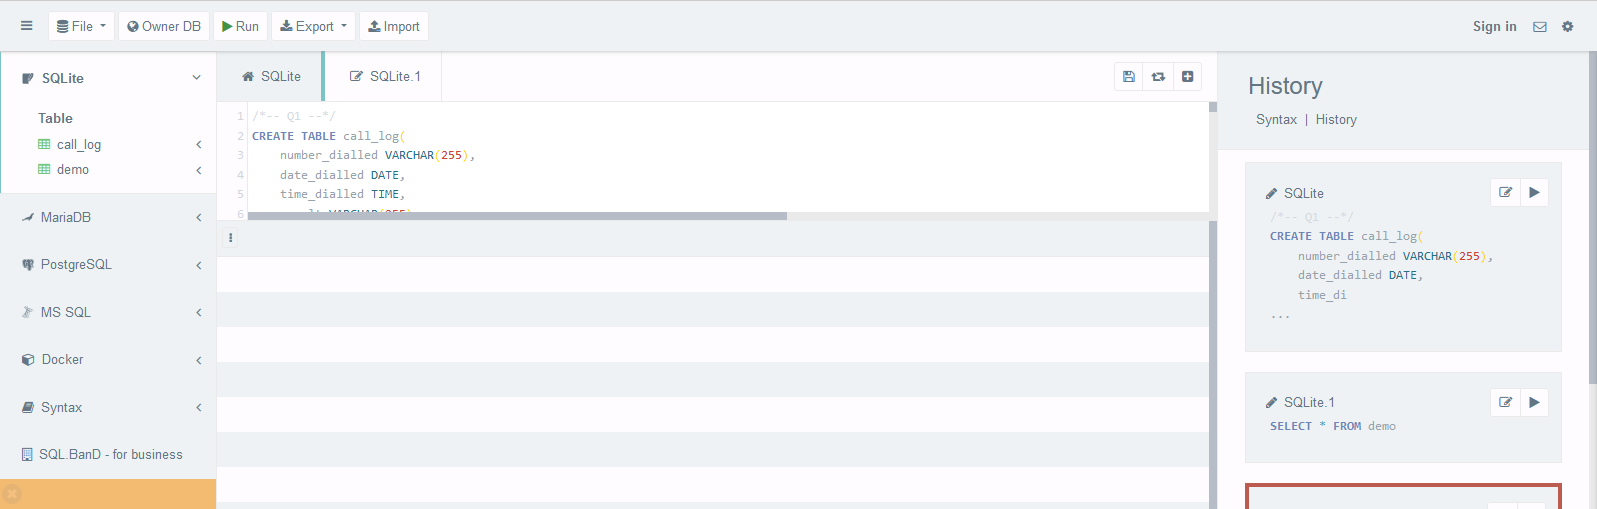 File
Owner DB
Run
Export
Import
Sign in
SQLite
Table
call_log
demo
MariaDB
PostgreSQL
MS SQL
Docker
Syntax
SQL.BanD - for business
SQLite
SQLite.1
1 /*-- Q1 --*/
2 CREATE TABLE call_log(
3 number_dialled VARCHAR(255),
4 date_dialled DATE,
5 time_dialled TIME,
6
History
Syntax | History
SQLite
/*-- Q1 --*/
CREATE TABLE call_log(
number_dialled VARCHAR(255),
date_dialled DATE,
time_di
...
SQLite.1
SELECT * FROM demo